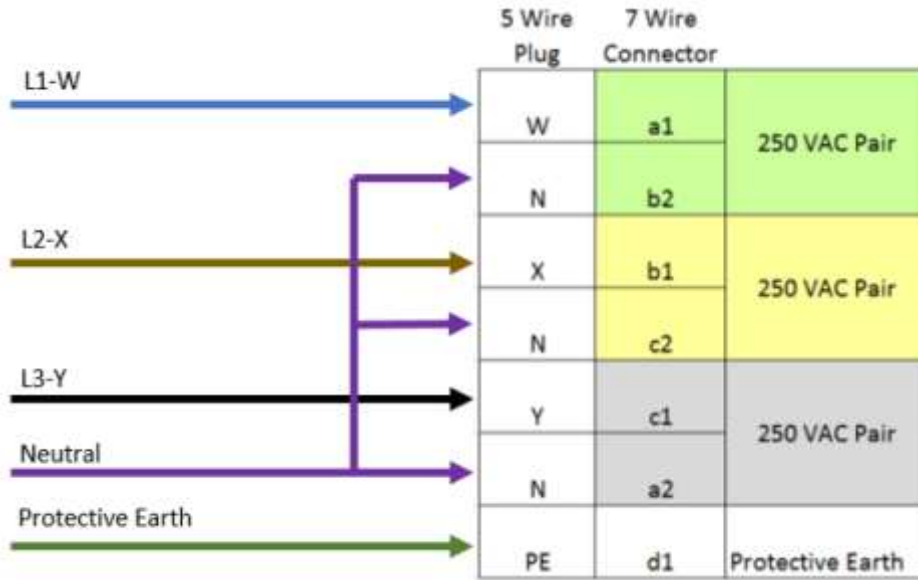 5 Wire Plug 7 Wire Connector
L1-W
W a1 250 VAC Pair
N b2
L2-X
X b1 250 VAC Pair
N c2
L3-Y
Y c1 250 VAC Pair
Neutral
N a2
Protective Earth
PE d1 Protective Earth